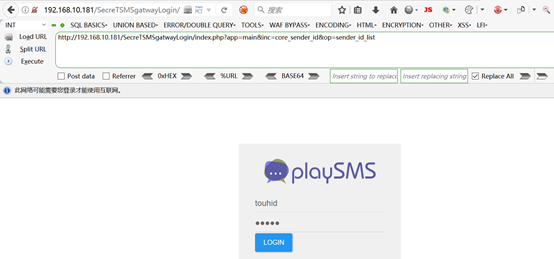 192.168.10.181/SecreTSMSgatwayLogin/
搜索
INT SQL BASICS UNION BASED ERROR/DOUBLE QUERY TOOLS WAF BYPASS ENCODING HTML ENCRYPTION OTHER XSS LFI
Load URL http://192.168.10.181/SecreTSMSgatwayLogin/index.php?app=main&inc=core_sender_id&op=sender_id_list
Split URL
Execute
Post data Referrer 0xHEX %URL BASE64 Insert string to replace Insert replacing string Replace All
此网络可能需要您登录才能使用互联网。
playSMS
touhid
•••••
LOGIN